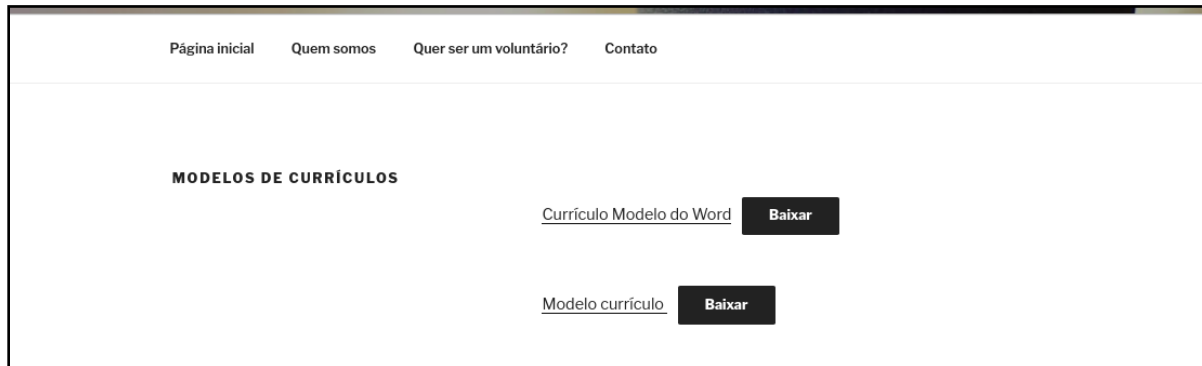 Página inicial Quem somos Quer ser um voluntário? Contato
MODELOS DE CURRÍCULOS
Currículo Modelo do Word Baixar
Modelo currículo Baixar